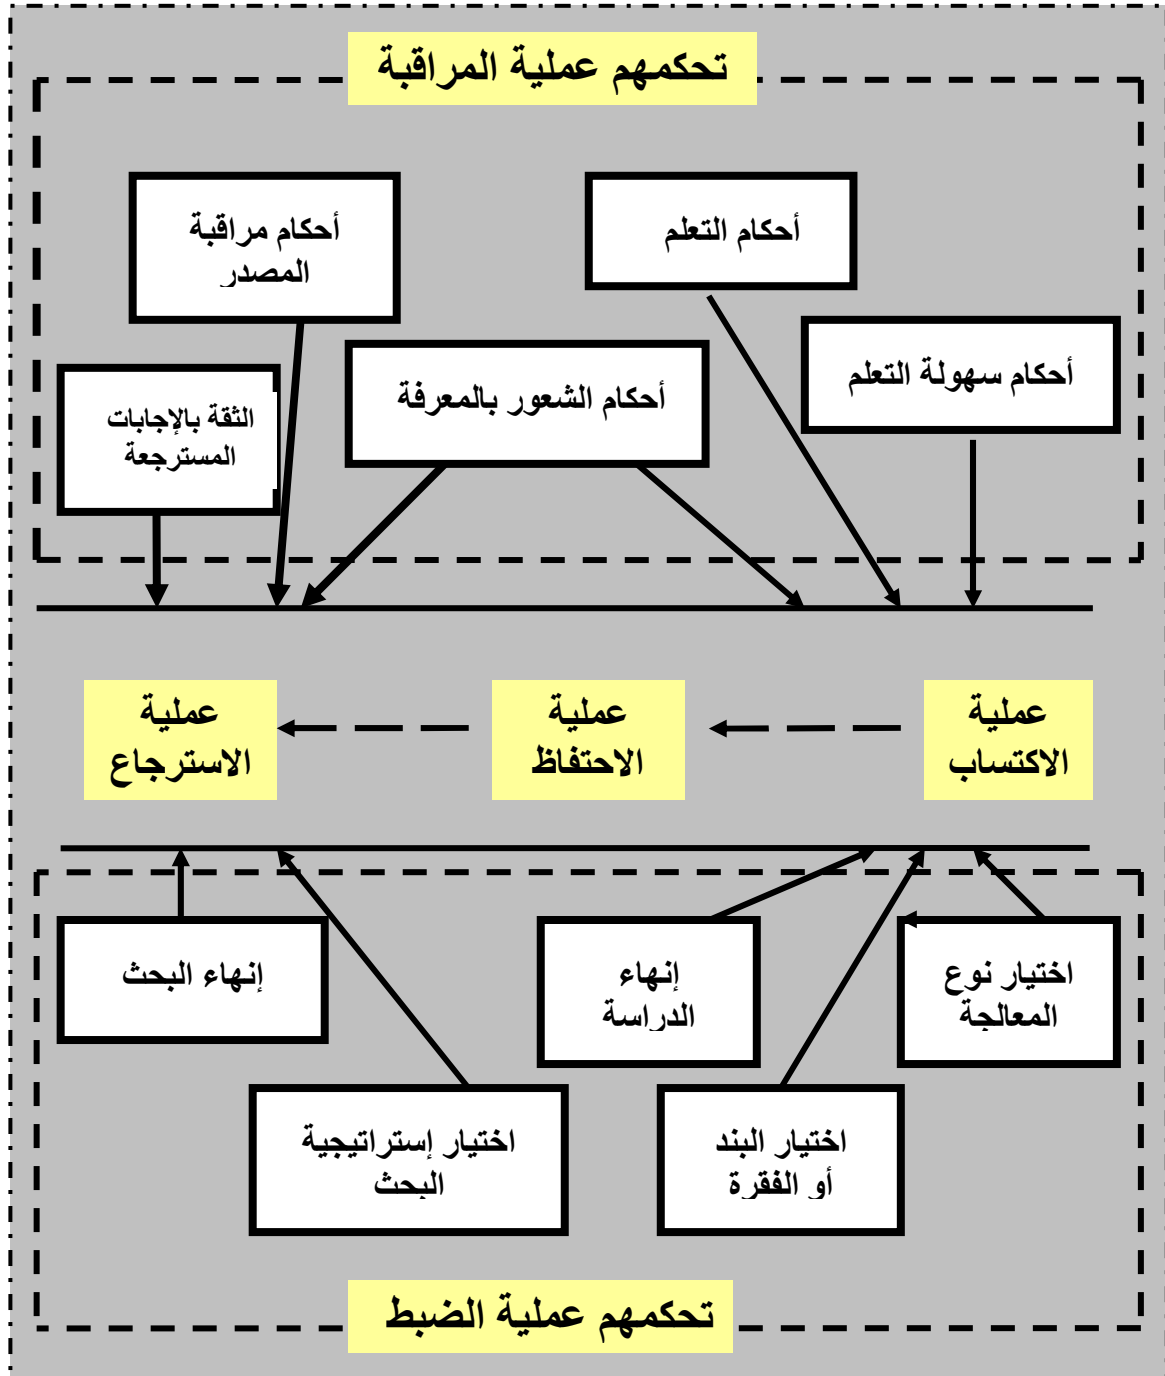 تحكمهم عملية المراقبة
أحكام التعلم
أحكام مراقبة
المصدر
أحكام سهولة التعلم
أحكام الشعور بالمعرفة
الثقة بالإجابات
المسترجعة
عملية
الاكتساب
عملية
الاحتفاظ
عملية
الاسترجاع
اختيار نوع
المعالجة
إنهاء
الدراسة
إنهاء البحث
اختيار البند
أو الفقرة
اختيار إستراتيجية
البحث
تحكمهم عملية الضبط